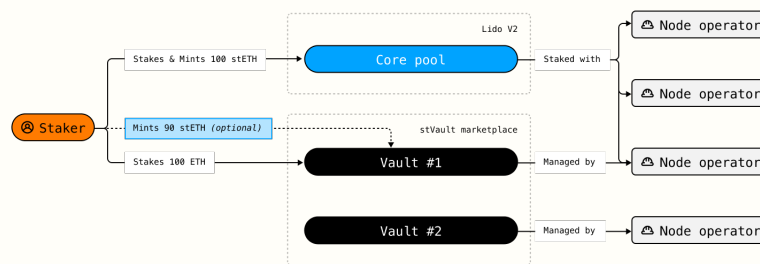 Lido V2
Node operator
Stakes & Mints 100 stETH
Core pool
Staked with
Node operator
Staker
Mints 90 stETH (optional)
stVault marketplace
Stakes 100 ETH
Vault #1
Managed by
Node operator
Vault #2
Managed by
Node operator